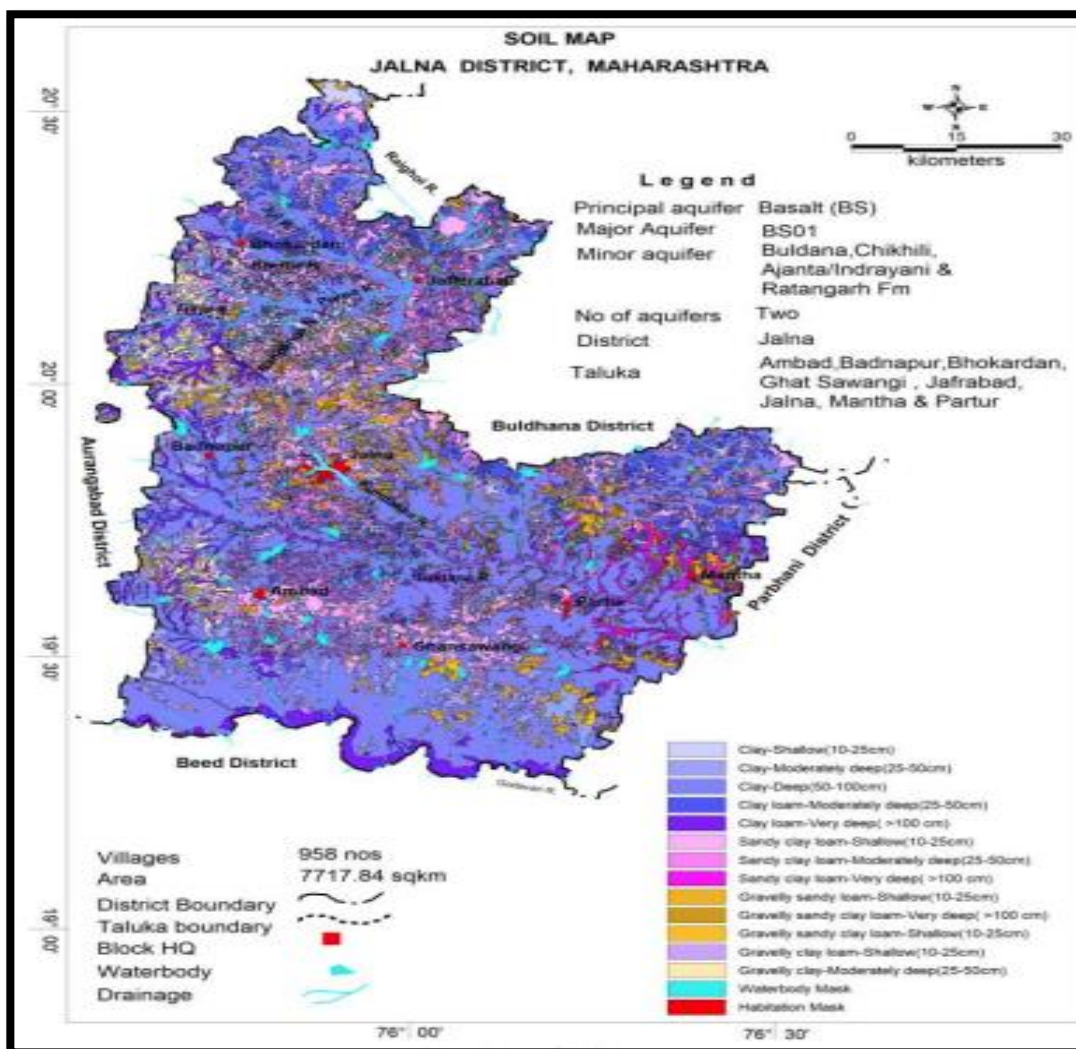 SOIL MAP
JALNA DISTRICT, MAHARASHTRA
20° 30'
W E
N
0 15 30
kilometers
Raighol R.
Legend
Principal aquifer Basalt (BS)
Major Aquifer BS01
Minor aquifer Buldana,Chikhili,
Ajanta/Indrayani &
Ratangarh Fm
No of aquifers Two
District Jalna
Taluka Ambad,Badnapur,Bhokardan,
Ghat Sawangi , Jafrabad,
Jalna, Mantha & Partur
Bhokardan
Jafferabad
20° 00'
Buldhana District
Badnapur
Jalna
Aurangabad District
Parbhani District
Mantha
Ambad
Partur
Ghansawangi
19° 30'
Beed District
Godavari R.
Clay-Shallow(10-25cm)
Clay-Moderately deep(25-50cm)
Clay-Deep(50-100cm)
Clay loam-Moderately deep(25-50cm)
Clay loam-Very deep( >100 cm)
Sandy clay loam-Shallow(10-25cm)
Sandy clay loam-Moderately deep(25-50cm)
Sandy clay loam-Very deep( >100 cm)
Gravelly sandy loam-Shallow(10-25cm)
Gravelly sandy clay loam-Very deep( >100 cm)
Gravelly sandy clay loam-Shallow(10-25cm)
Gravelly clay loam-Shallow(10-25cm)
Gravelly clay-Moderately deep(25-50cm)
Waterbody Mask
Habitation Mask
Villages 958 nos
Area 7717.84 sqkm
District Boundary
Taluka boundary
Block HQ
Waterbody
Drainage
19° 00'
76° 00' 76° 30'